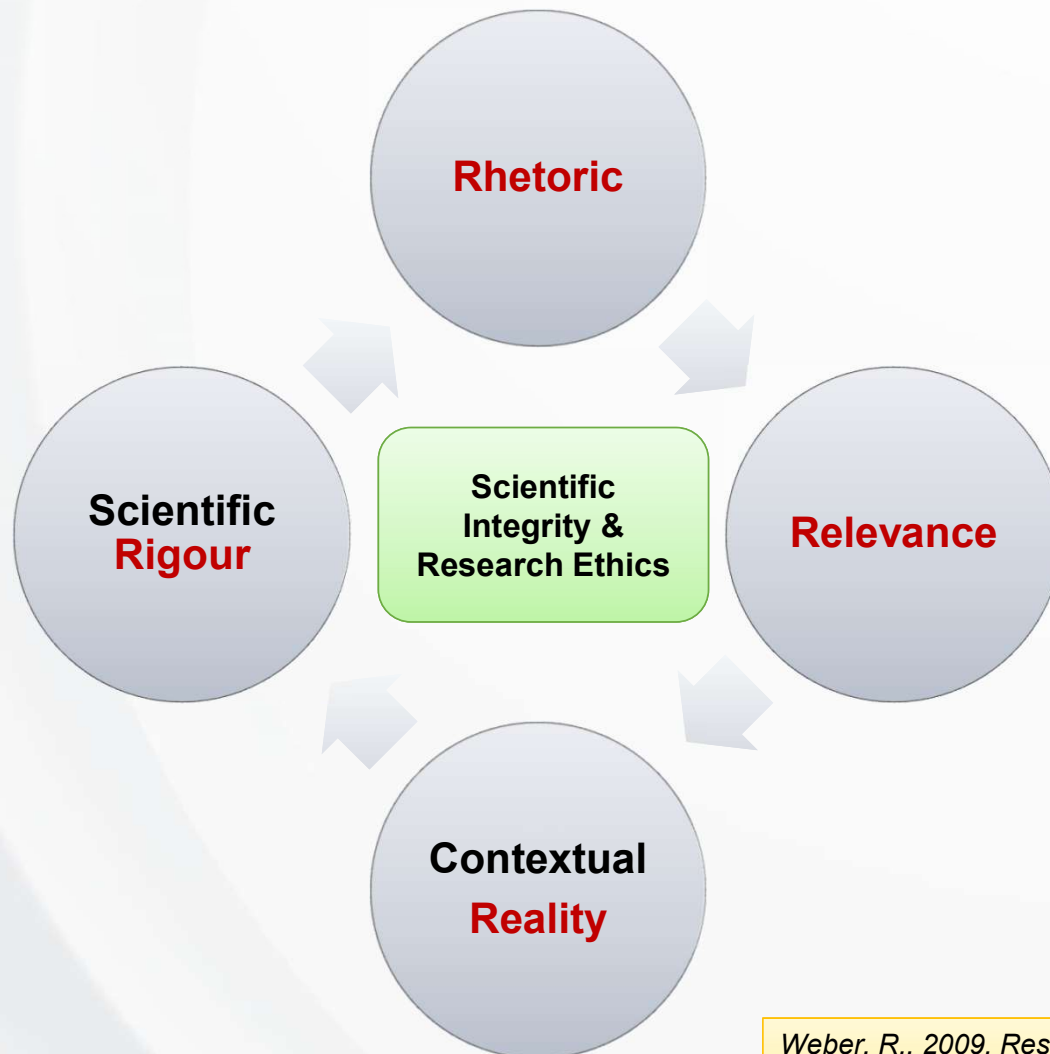 Rhetoric
Scientific
Rigour
Scientific
Integrity &
Research Ethics
Relevance
Contextual
Reality
Weber, R., 2009. Res